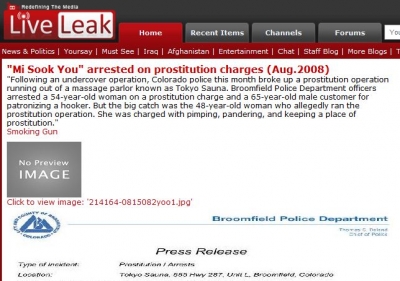 Redefining The Media
LiveLeak
Home
Recent Items
Channels
Forums
News & Politics | Yoursay | Must See | Iraq | Afghanistan | Entertainment | Chat | Staff Blog | More Blogs |
"Mi Sook You" arrested on prostitution charges (Aug.2008)
"Following an undercover operation, Colorado police this month broke up a prostitution operation
running out of a massage parlor known as Tokyo Sauna. Broomfield Police Department officers
arrested a 54-year-old woman on a prostitution charge and a 65-year-old male customer for
patronizing a hooker. But the big catch was the 48-year-old woman who allegedly ran the
prostitution operation. She was charged with pimping, pandering, and keeping a place of
prostitution."
Smoking Gun
No Preview
IMAGE
Click to view image: '214164-0815082yoo1.jpg'
Broomfield Police Department
Chief of Police
Press Release
Type of Incident: Prostitution / Arrests
Location: Tokyo Sauna, 555 Hwy 287, Unit L, Broomfield, Colorado